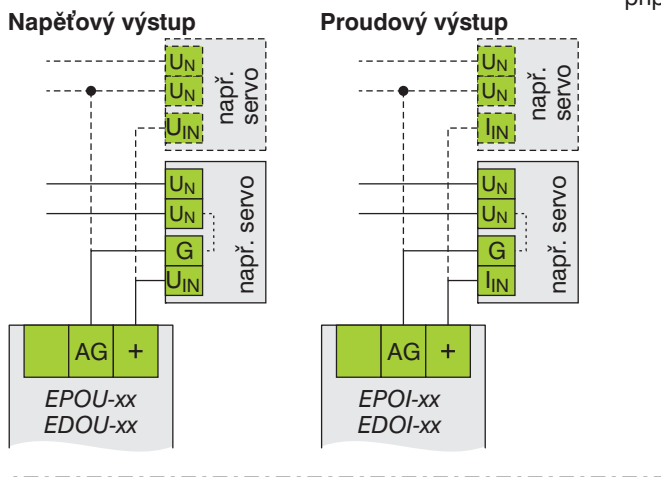 příp
Napěťový výstup
Proudový výstup
UN
UN
UIN
např.
servo
UN
UN
IIN
např.
servo
UN
UN
G
UIN
např. servo
UN
UN
G
IIN
např. servo
AG +
EPOU-xx
EDOU-xx
AG +
EPOI-xx
EDOI-xx